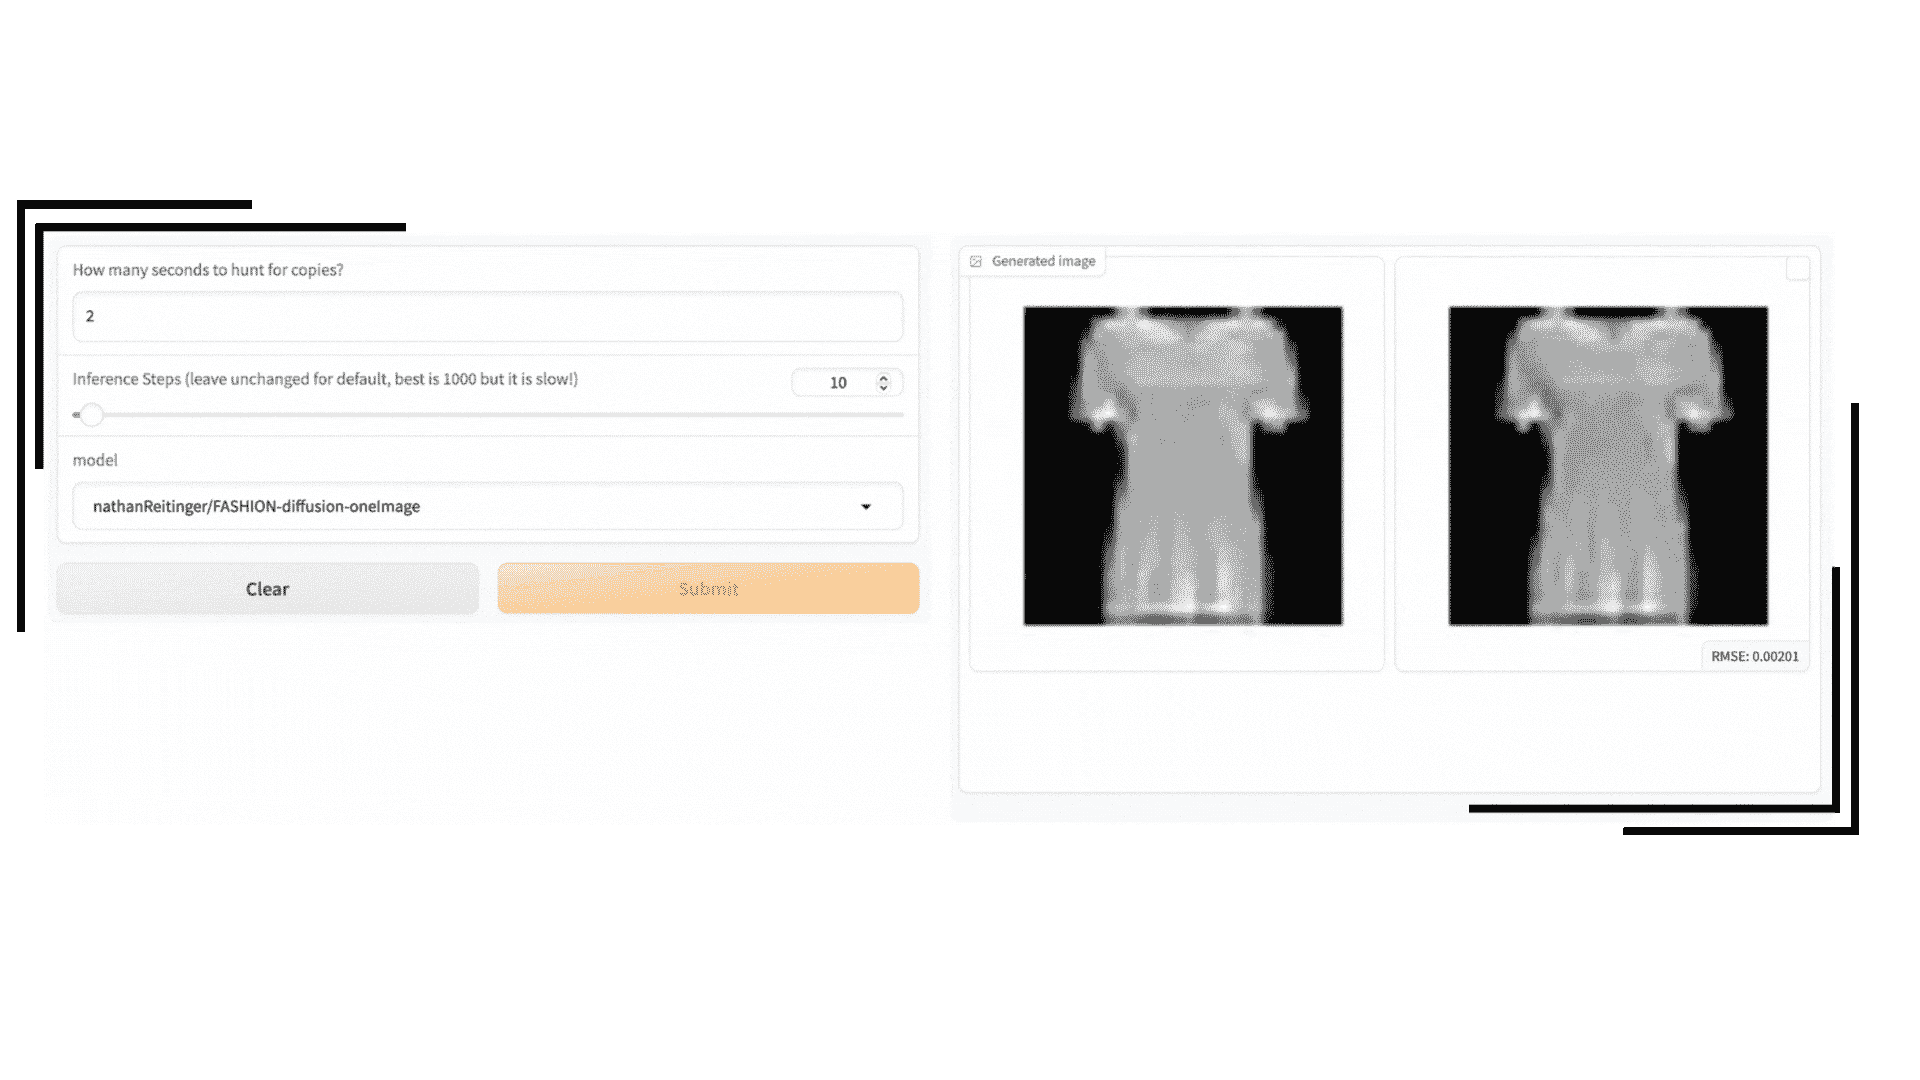 How many seconds to hunt for copies?
2
Inference Steps (leave unchanged for default, best is 1000 but it is slow!)
10
model
nathanReitinger/FASHION-diffusion-oneImage
Clear
Submit
Generated image
RMSE: 0.00201